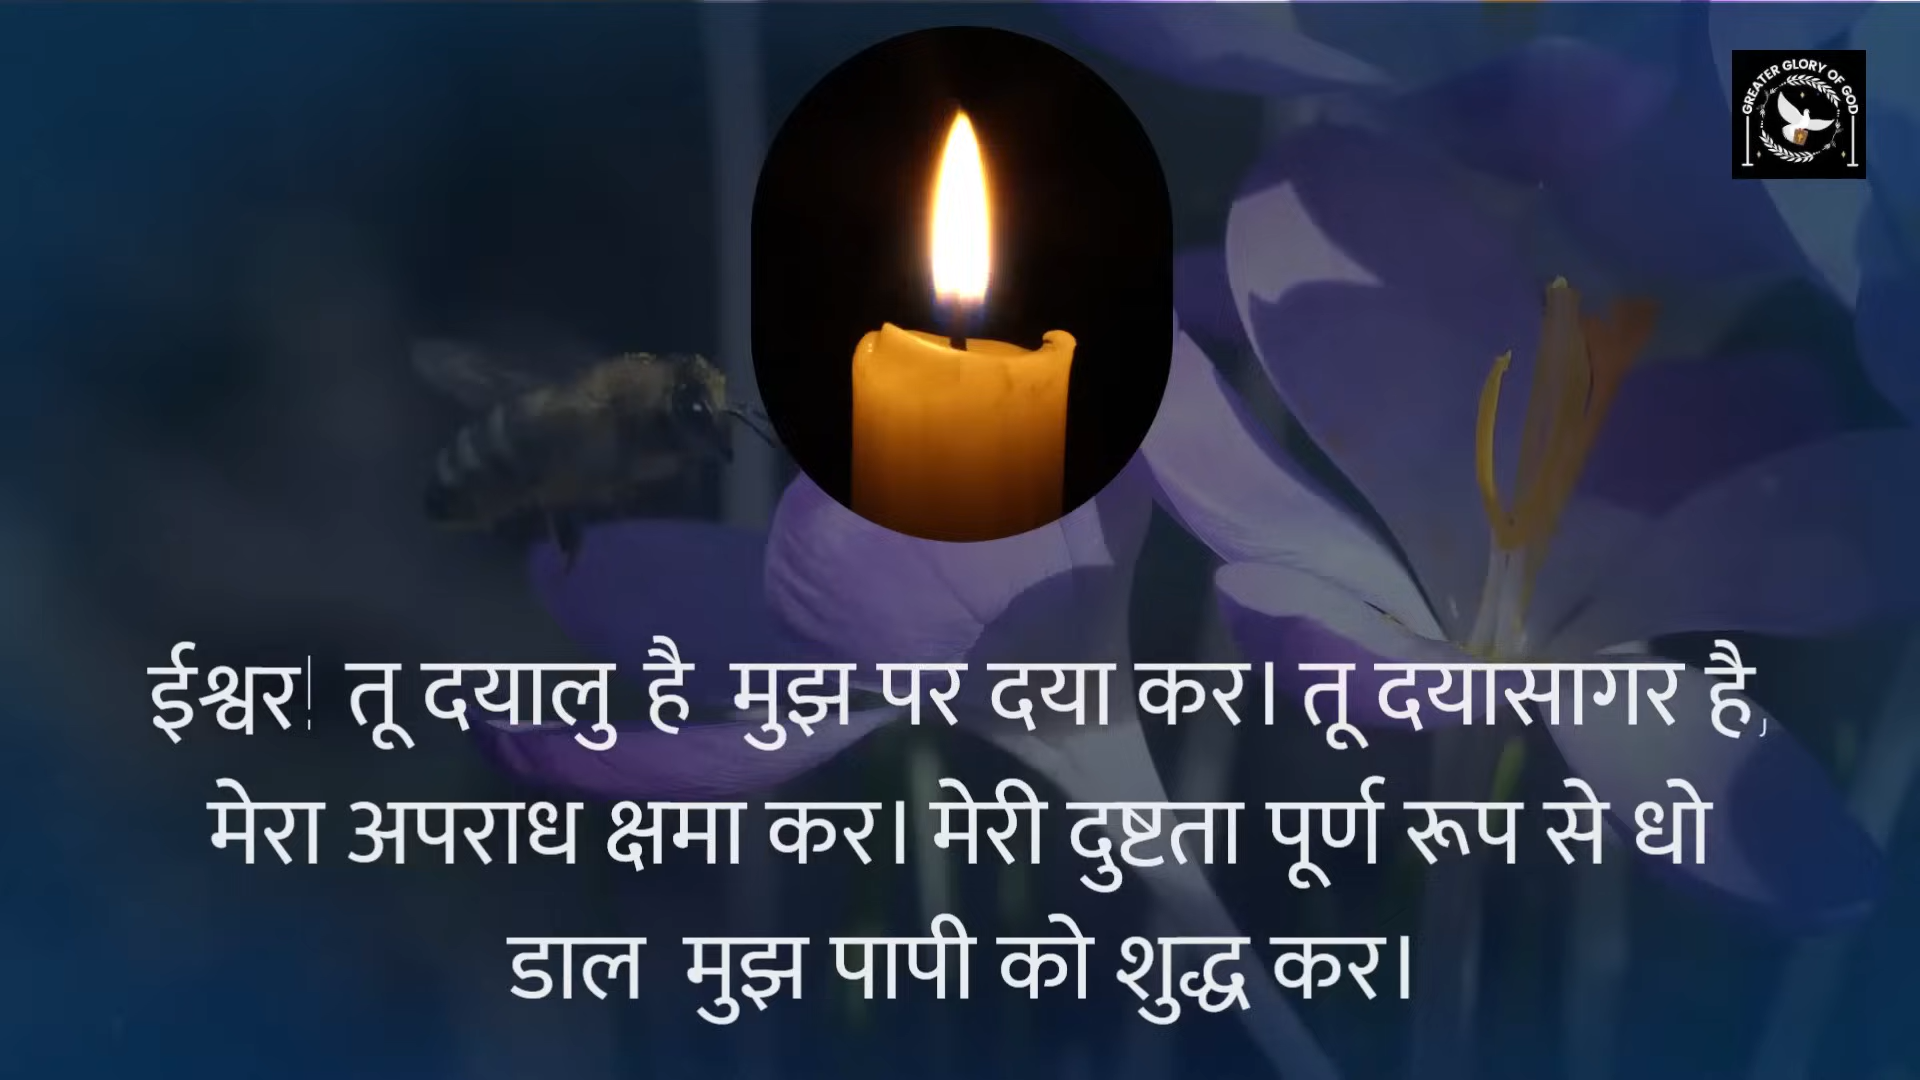 GREATER GLORY OF GOD
ईश्वर! तू दयालु है मुझ पर दया कर। तू दयासागर है,
मेरा अपराध क्षमा कर। मेरी दुष्टता पूर्ण रूप से धो
डाल मुझ पापी को शुद्ध कर।